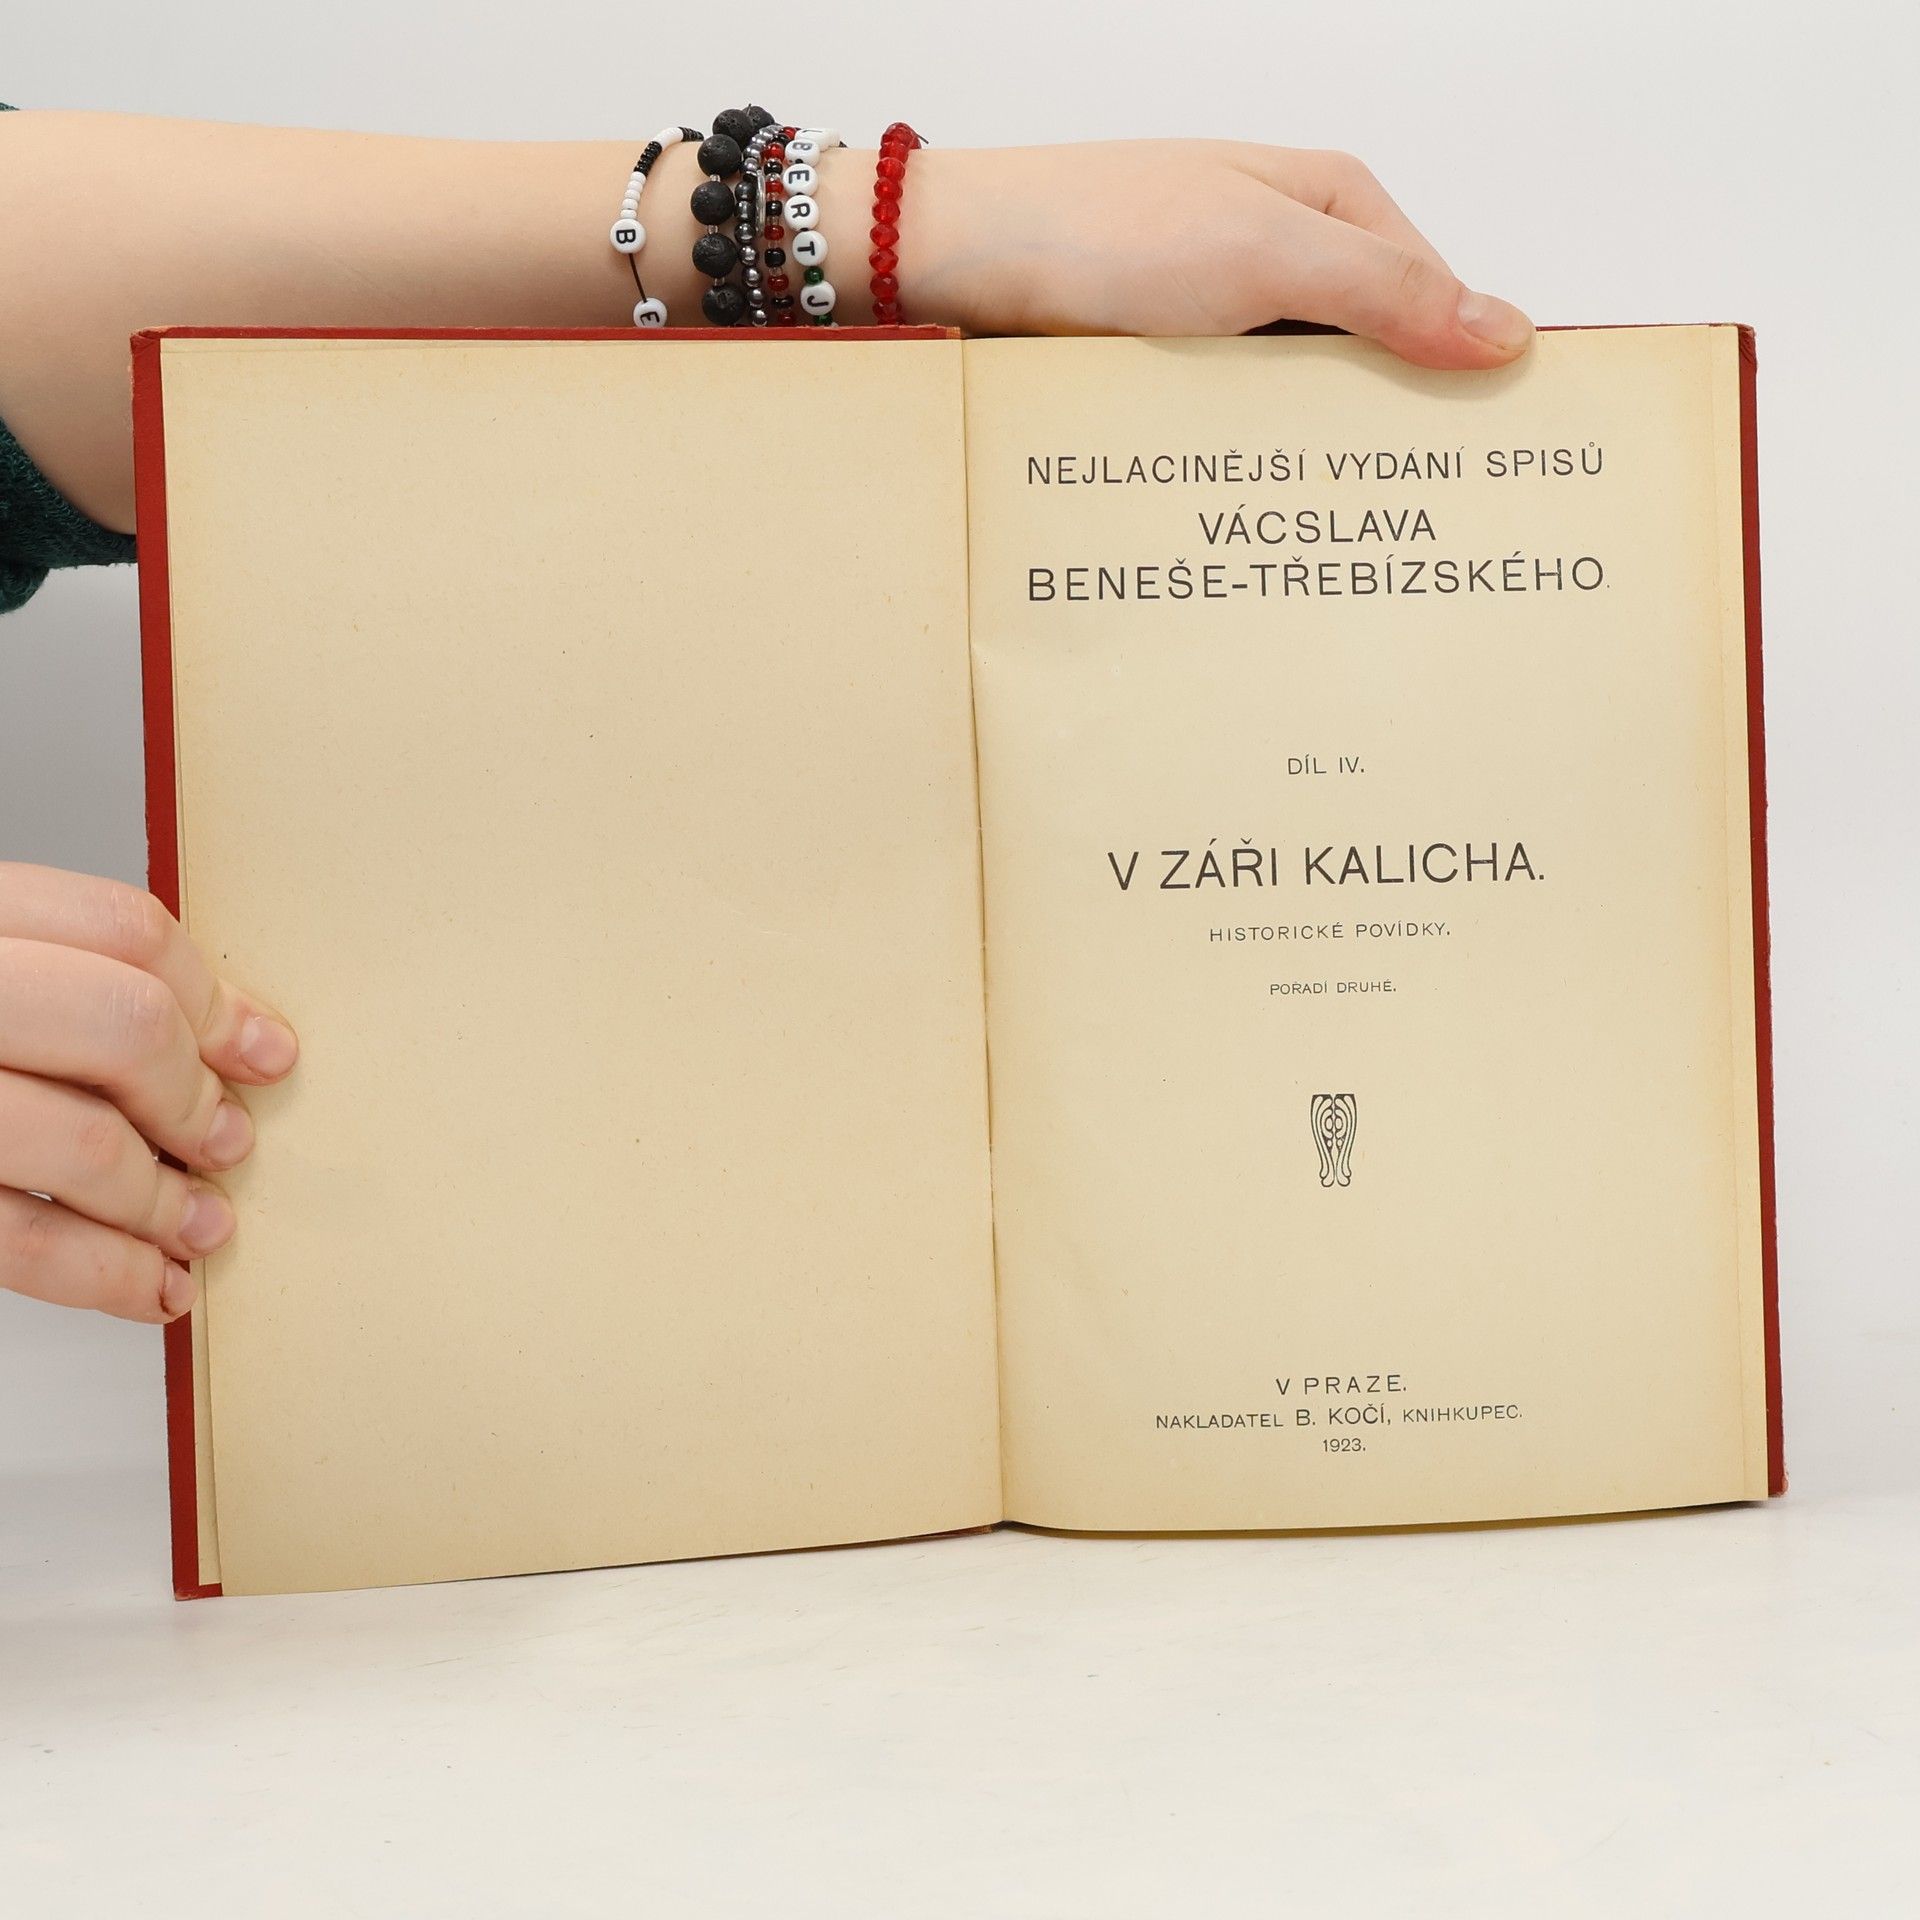 B
E
B
E
R
T
J
NEJLACINĚJŠÍ VYDÁNÍ SPISŮ
VÁCSLAVA
BENEŠE-TŘEBÍZSKÉHO.
DÍL IV.
V ZÁŘI KALICHA.
HISTORICKÉ POVÍDKY.
POŘADÍ DRUHÉ.
V PRAZE.
NAKLADATEL B. KOČÍ, KNIHKUPEC.
1923.